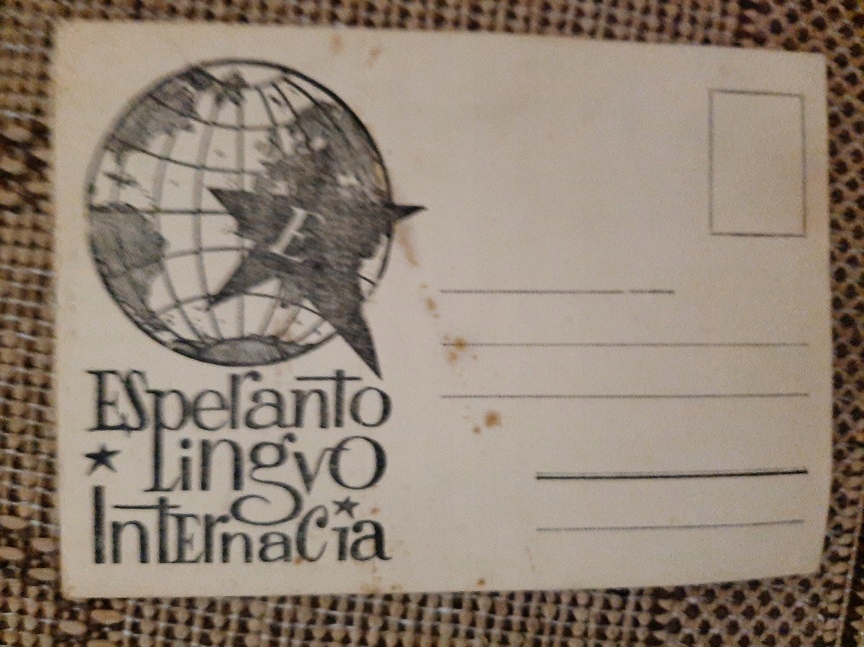 E
Esperanto
Lingvo
Internacia